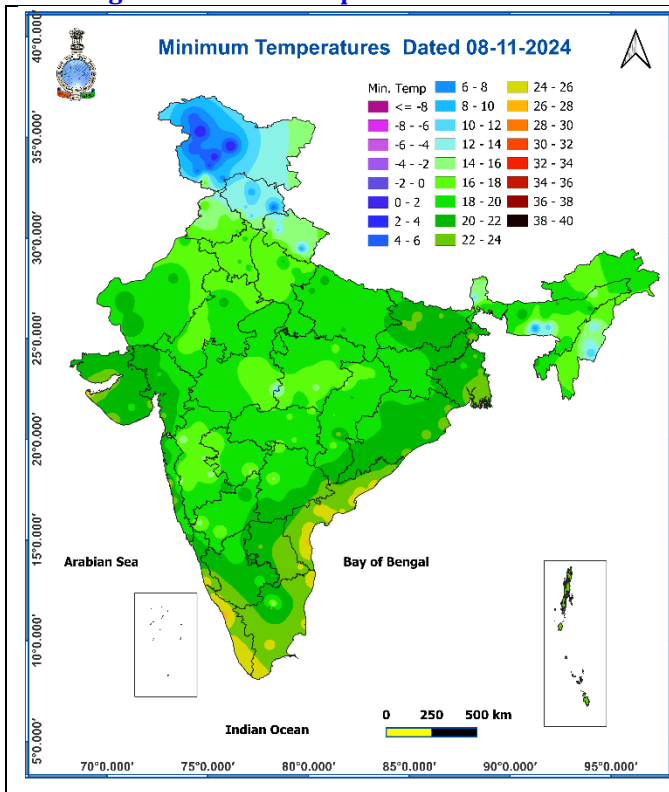 Minimum Temperatures Dated 08-11-2024
Min. Temp
<= -8
-8 - -6
-6 - -4
-4 - -2
-2 - 0
0 - 2
2 - 4
4 - 6
6 - 8
8 - 10
10 - 12
12 - 14
14 - 16
16 - 18
18 - 20
20 - 22
22 - 24
24 - 26
26 - 28
28 - 30
30 - 32
32 - 34
34 - 36
36 - 38
38 - 40
40°0.000'
35°0.000'
30°0.000'
25°0.000'
20°0.000'
15°0.000'
10°0.000'
5°0.000'
Arabian Sea
Bay of Bengal
Indian Ocean
0 250 500 km
70°0.000' 75°0.000' 80°0.000' 85°0.000' 90°0.000' 95°0.000'